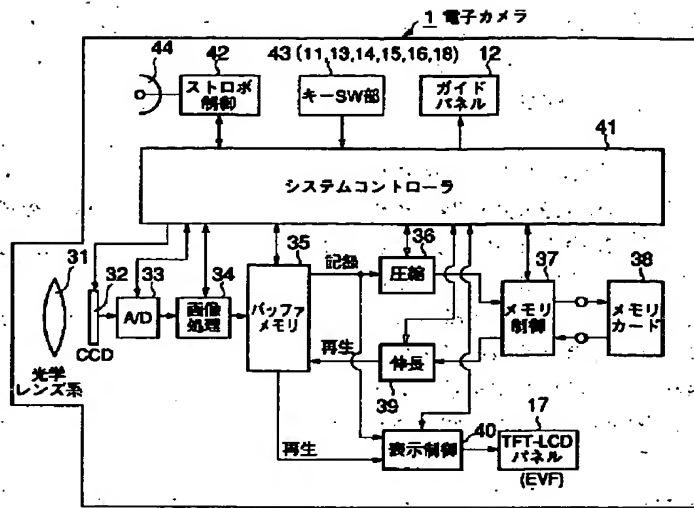 1 電子カメラ
44
42
43 (11,13,14,15,16,18)
12
ストロボ
制御
キーSW部
ガイド
パネル
41
システムコントローラ
31
32
33
34
35
記録
36
37
38
A/D
画像
処理
バッファ
メモリ
圧縮
メモリ
制御
メモリ
カード
CCD
光学
レンズ系
再生
伸長
39
再生
表示制御
40
17
TFT-LCD
パネル
(EVF)